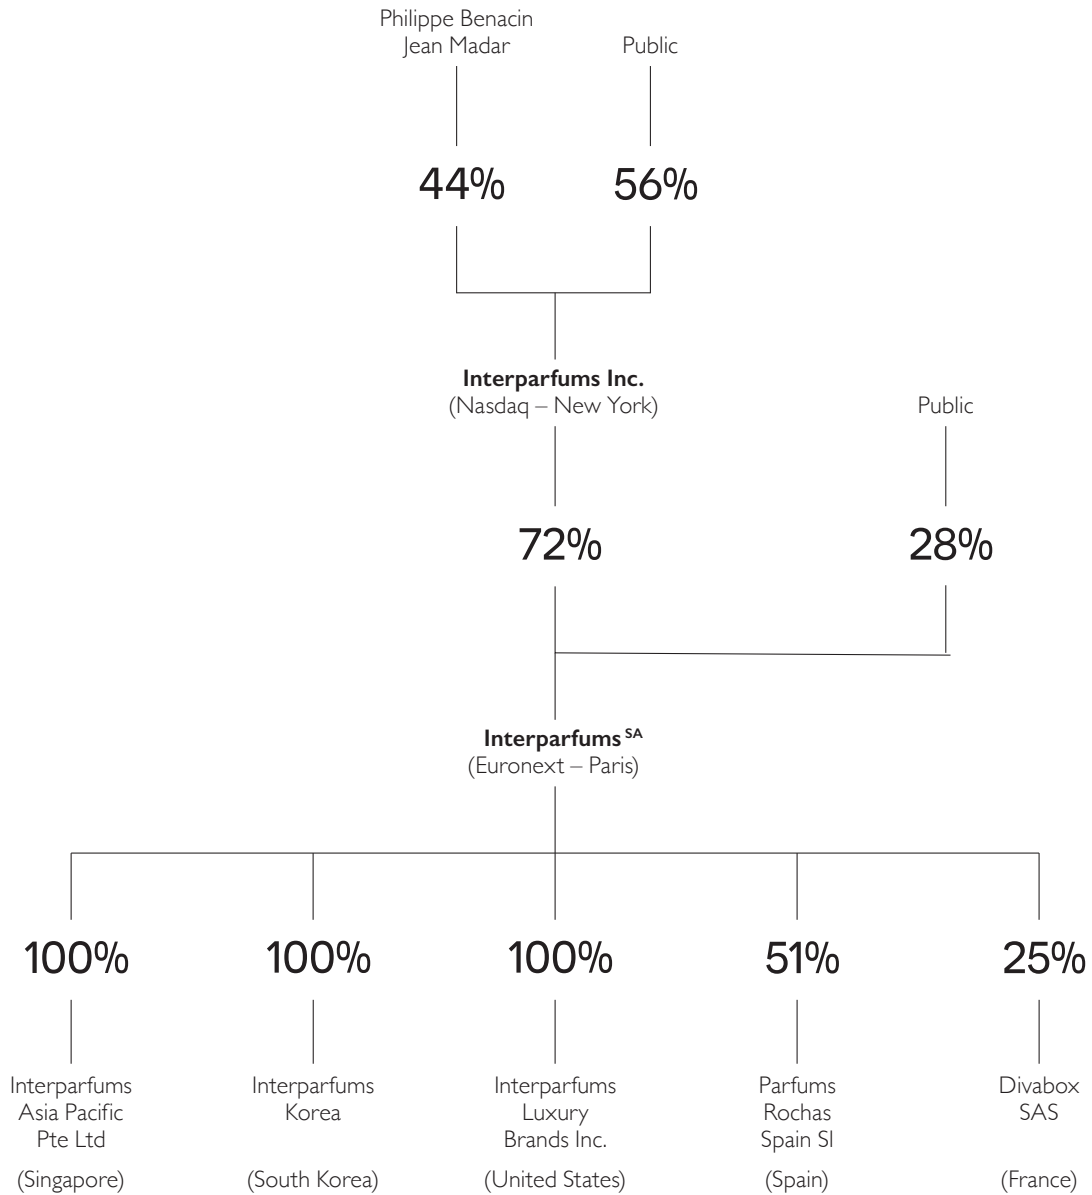 Philippe Benacin
Jean Madar
Public
44%
56%
Interparfums Inc.
(Nasdaq – New York)
Public
72%
28%
Interparfums SA
(Euronext – Paris)
100%
100%
100%
51%
25%
Interparfums
Asia Pacific
Pte Ltd
(Singapore)
Interparfums
Korea
(South Korea)
Interparfums
Luxury
Brands Inc.
(United States)
Parfums
Rochas
Spain Sl
(Spain)
Divabox
SAS
(France)